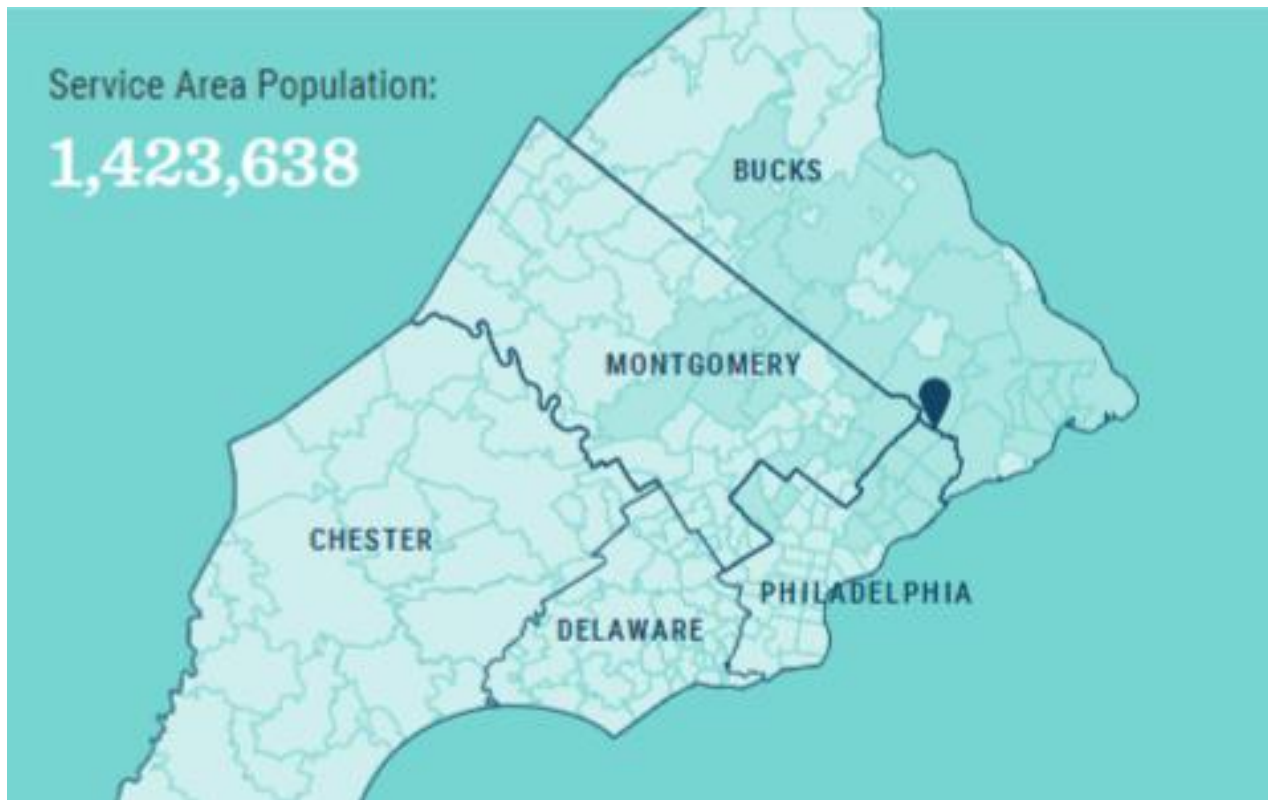 Service Area Population:
1,423,638
BUCKS
MONTGOMERY
CHESTER
PHILADELPHIA
DELAWARE